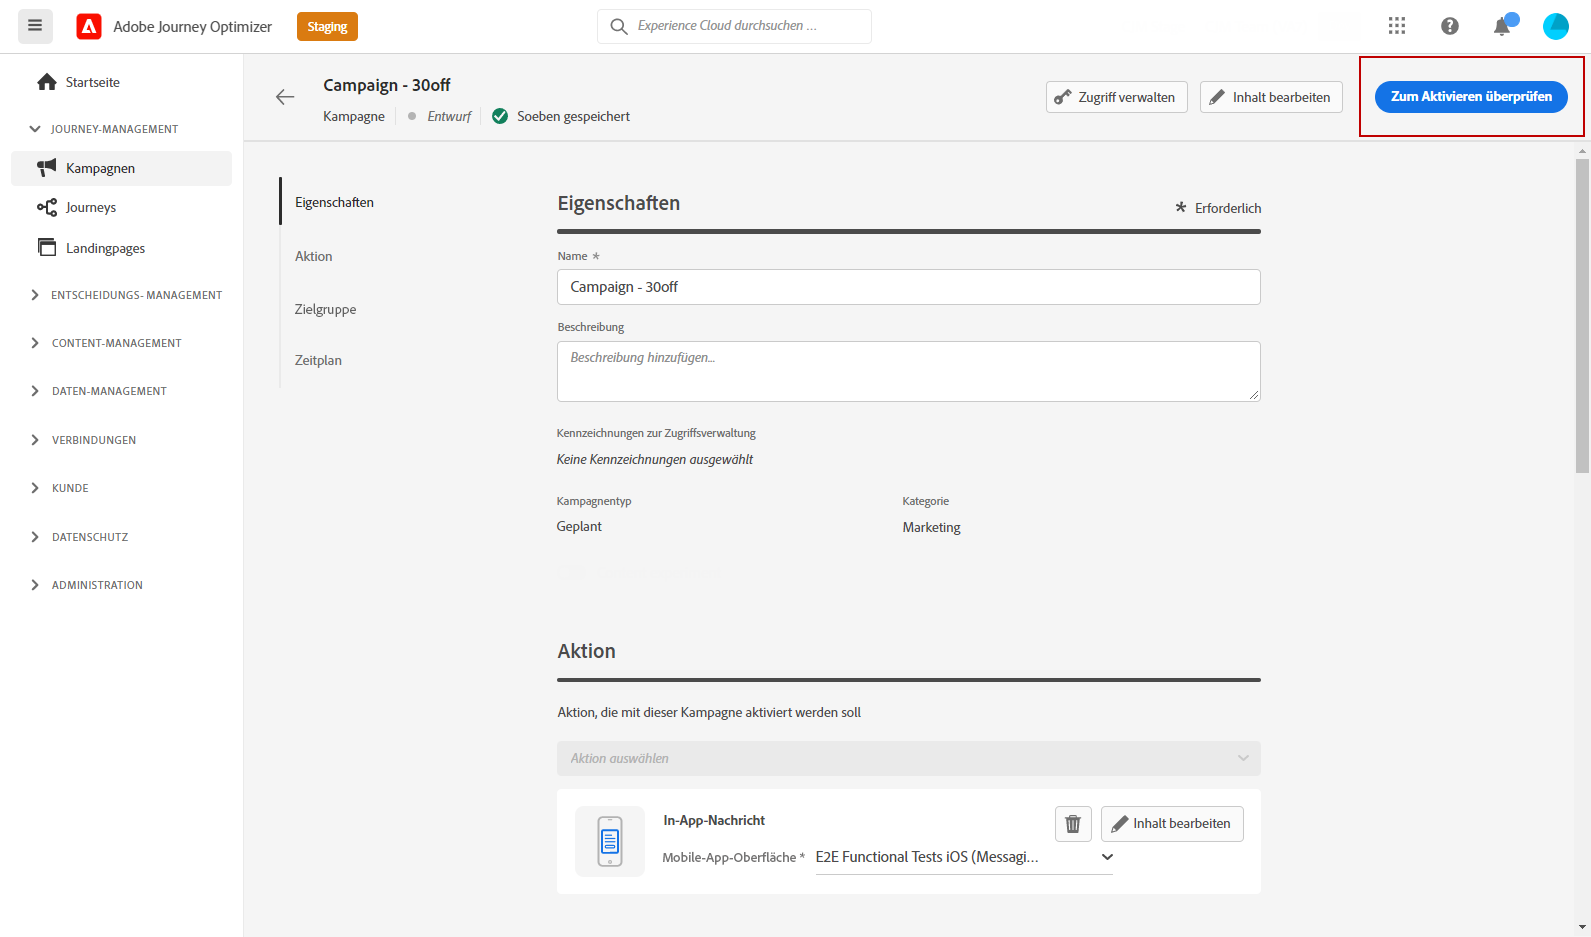 Adobe Journey Optimizer
Staging
Experience Cloud durchsuchen ...
Startseite
JOURNEY-MANAGEMENT
Kampagnen
Journeys
Landingpages
ENTSCHEIDUNGS- MANAGEMENT
CONTENT-MANAGEMENT
DATEN-MANAGEMENT
VERBINDUNGEN
KUNDE
DATENSCHUTZ
ADMINISTRATION
Campaign - 30off
Kampagne
Entwurf
Soeben gespeichert
Zugriff verwalten
Inhalt bearbeiten
Zum Aktivieren überprüfen
Eigenschaften
Aktion
Zielgruppe
Zeitplan
Eigenschaften
* Erforderlich
Name *
Campaign - 30off
Beschreibung
Beschreibung hinzufügen...
Kennzeichnungen zur Zugriffsverwaltung
Keine Kennzeichnungen ausgewählt
Kampagnentyp
Geplant
Kategorie
Marketing
Aktion
Aktion, die mit dieser Kampagne aktiviert werden soll
Aktion auswählen
In-App-Nachricht
Inhalt bearbeiten
Mobile-App-Oberfläche * E2E Functional Tests iOS (Messagi...